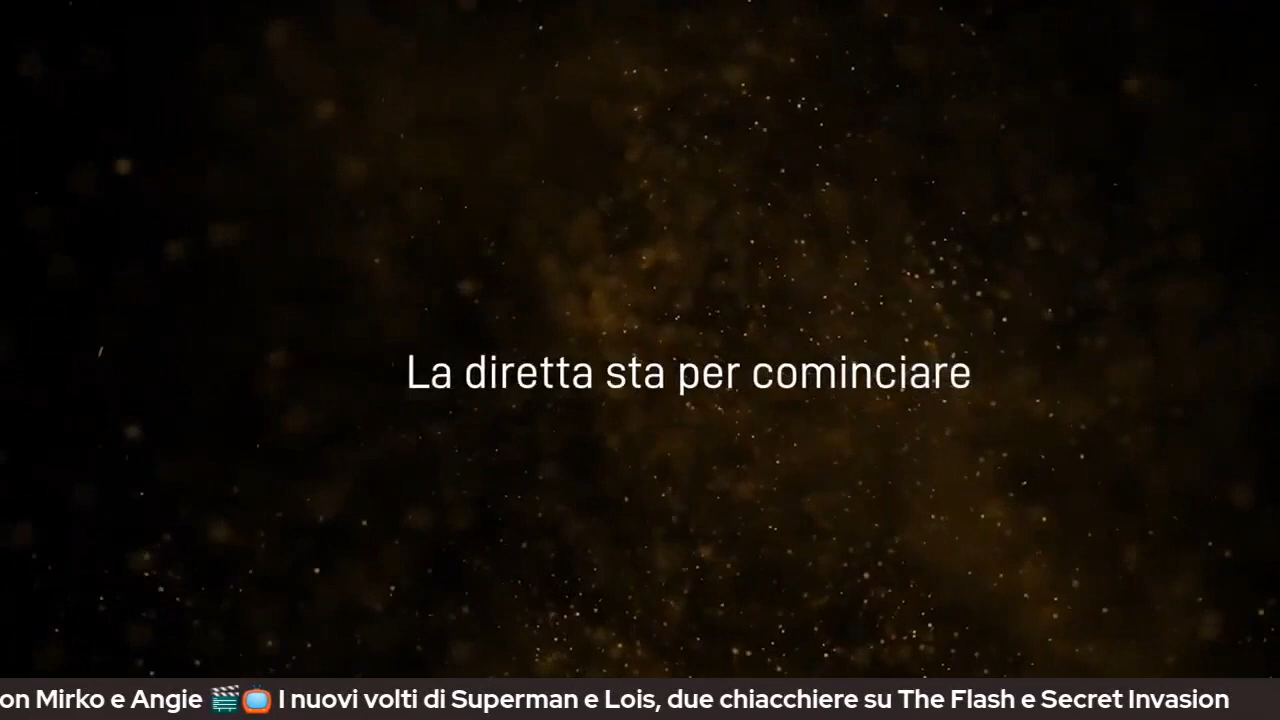 La diretta sta per cominciare
on Mirko e Angie 🎬📺 I nuovi volti di Superman e Lois, due chiacchiere su The Flash e Secret Invasion